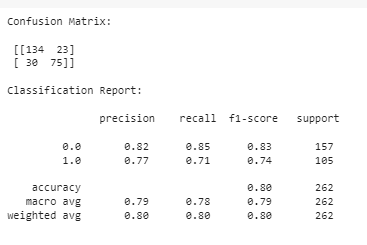 Confusion Matrix:
[[134 23]
[ 30 75]]
Classification Report:
precision recall f1-score support
0.0 0.82 0.85 0.83 157
1.0 0.77 0.71 0.74 105
accuracy 0.80 262
macro avg 0.79 0.78 0.79 262
weighted avg 0.80 0.80 0.80 262